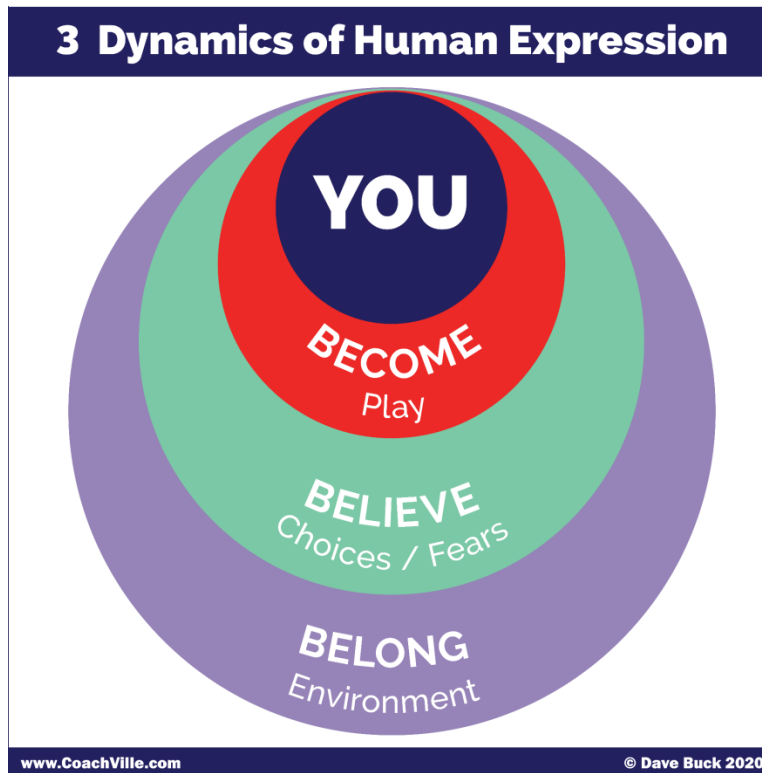 3 Dynamics of Human Expression
YOU
BECOME
Play
BELIEVE
Choices / Fears
BELONG
Environment
www.CoachVille.com
© Dave Buck 2020